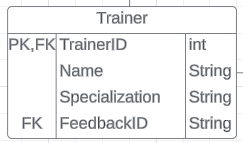 Trainer
PK,FK TrainerID int
Name String
Specialization String
FK FeedbackID String